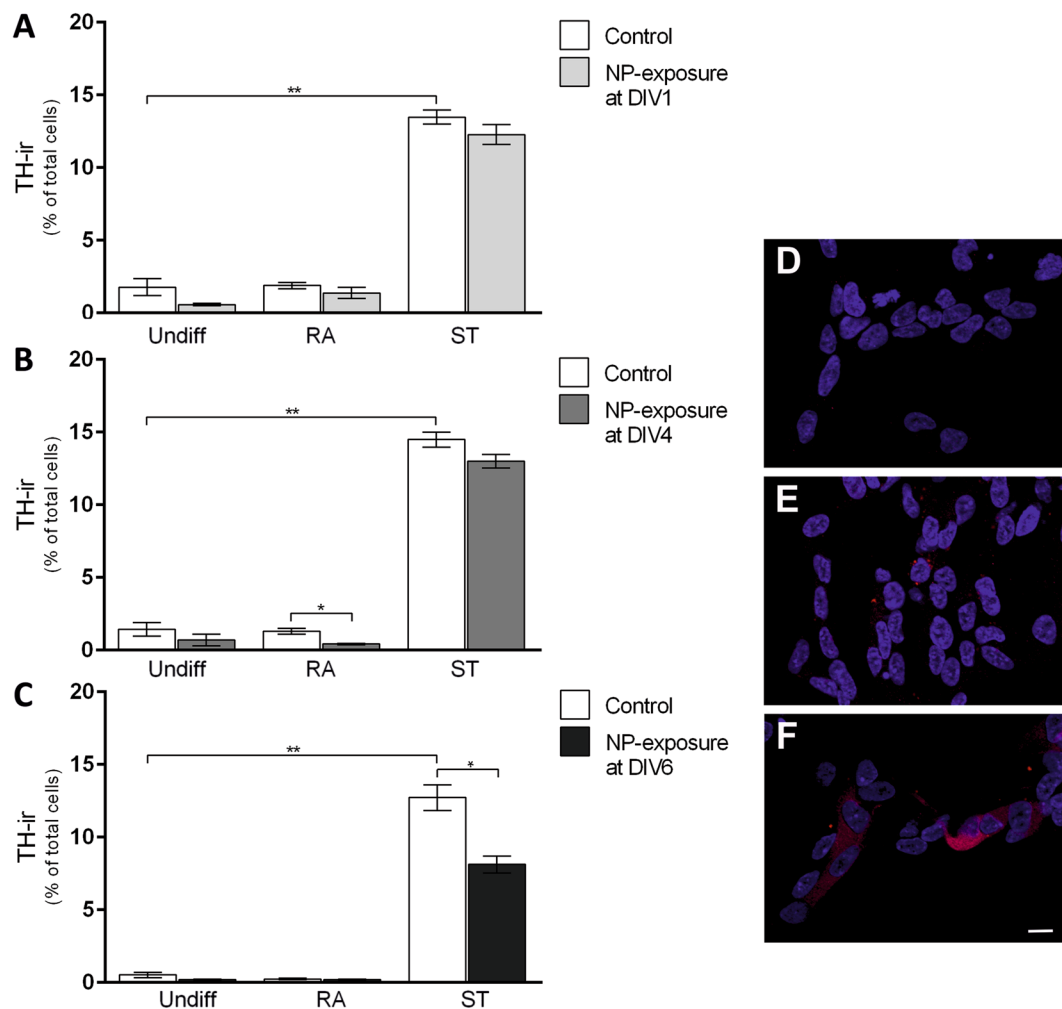 A
20
15
10
5
0
TH-ir
(% of total cells)
**
Undiff
RA
ST
Control
NP-exposure
at DIV1
B
20
15
10
5
0
TH-ir
(% of total cells)
**
*
Undiff
RA
ST
Control
NP-exposure
at DIV4
C
20
15
10
5
0
TH-ir
(% of total cells)
**
*
Undiff
RA
ST
Control
NP-exposure
at DIV6
D
E
F